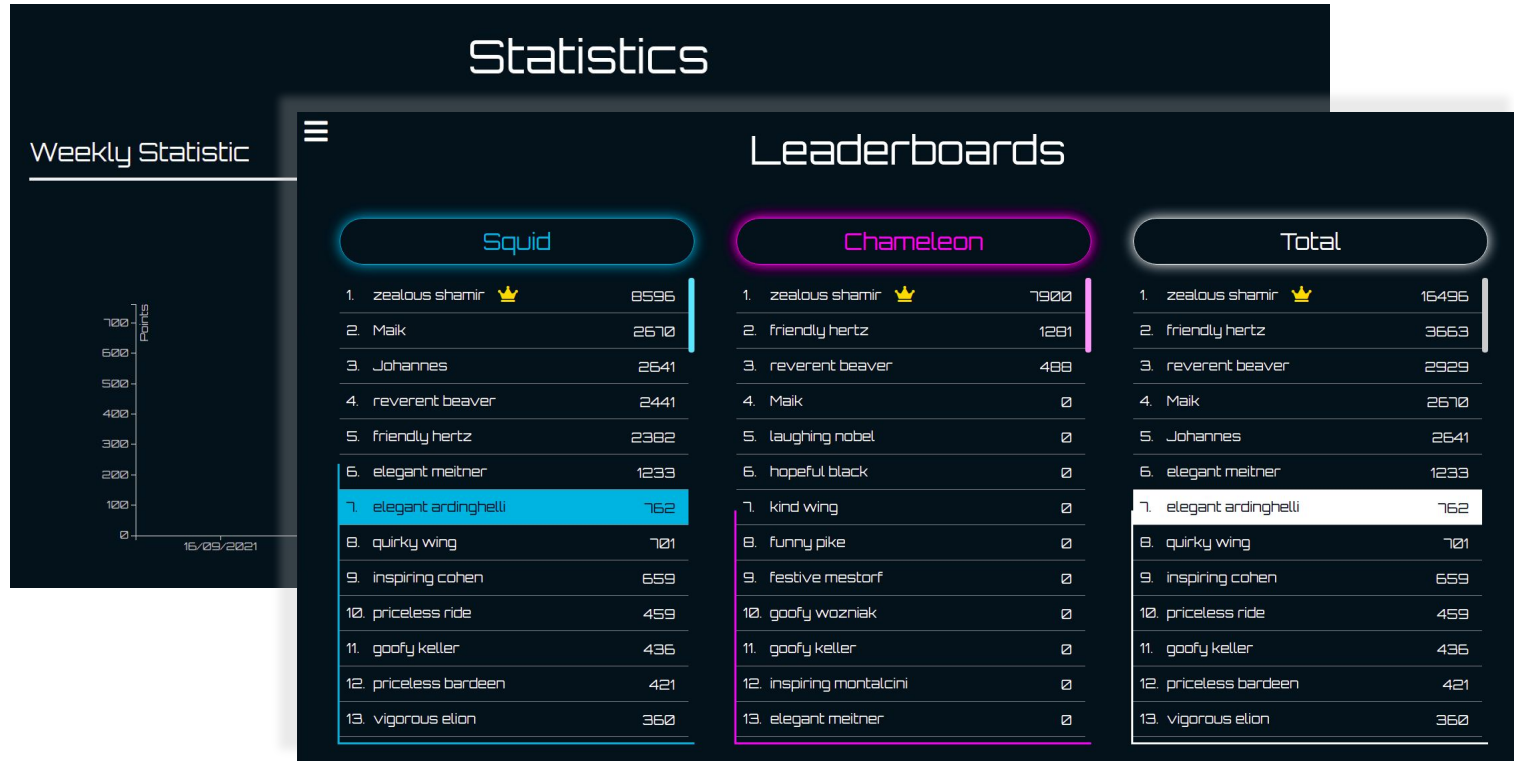 Statistics
Weekly Statistic
Points
700
600
500
400
300
200
100
0
16/09/2021
Leaderboards
Squid
1. zealous shamir 8596
2. Maik 2670
3. Johannes 2641
4. reverent beaver 2441
5. friendly hertz 2382
6. elegant meitner 1233
7. elegant ardinghelli 762
8. quirky wing 701
9. inspiring cohen 659
10. priceless ride 459
11. goofy keller 436
12. priceless bardeen 421
13. vigorous elion 360
Chameleon
1. zealous shamir 7900
2. friendly hertz 1281
3. reverent beaver 488
4. Maik 0
5. laughing nobel 0
6. hopeful black 0
7. kind wing 0
8. funny pike 0
9. festive mestorf 0
10. goofy wozniak 0
11. goofy keller 0
12. inspiring montalcini 0
13. elegant meitner 0
Total
1. zealous shamir 16496
2. friendly hertz 3663
3. reverent beaver 2929
4. Maik 2670
5. Johannes 2641
6. elegant meitner 1233
7. elegant ardinghelli 762
8. quirky wing 701
9. inspiring cohen 659
10. priceless ride 459
11. goofy keller 436
12. priceless bardeen 421
13. vigorous elion 360